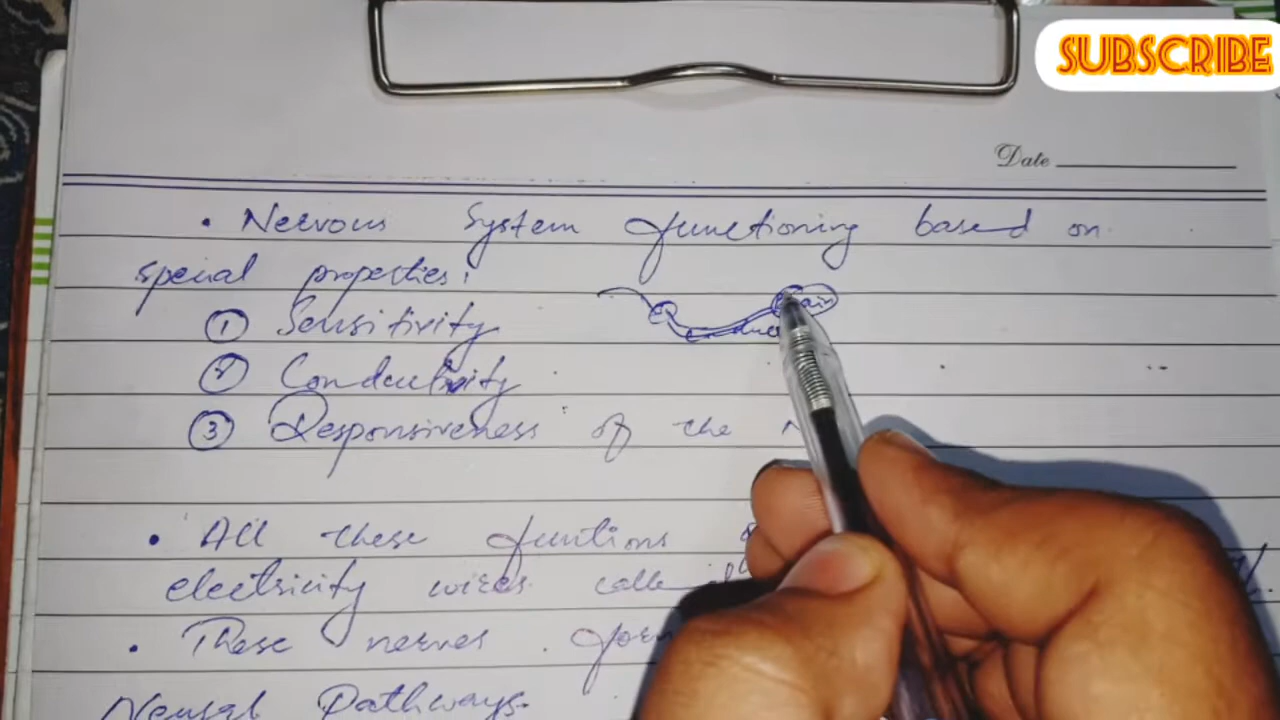 SUBSCRIBE
Date
• Nervous System functioning based on
special properties:
① Sensitivity
② Conductivity
③ Responsiveness of the
• All these funtions
electricity wires
• These nerves
Neural Pathways.